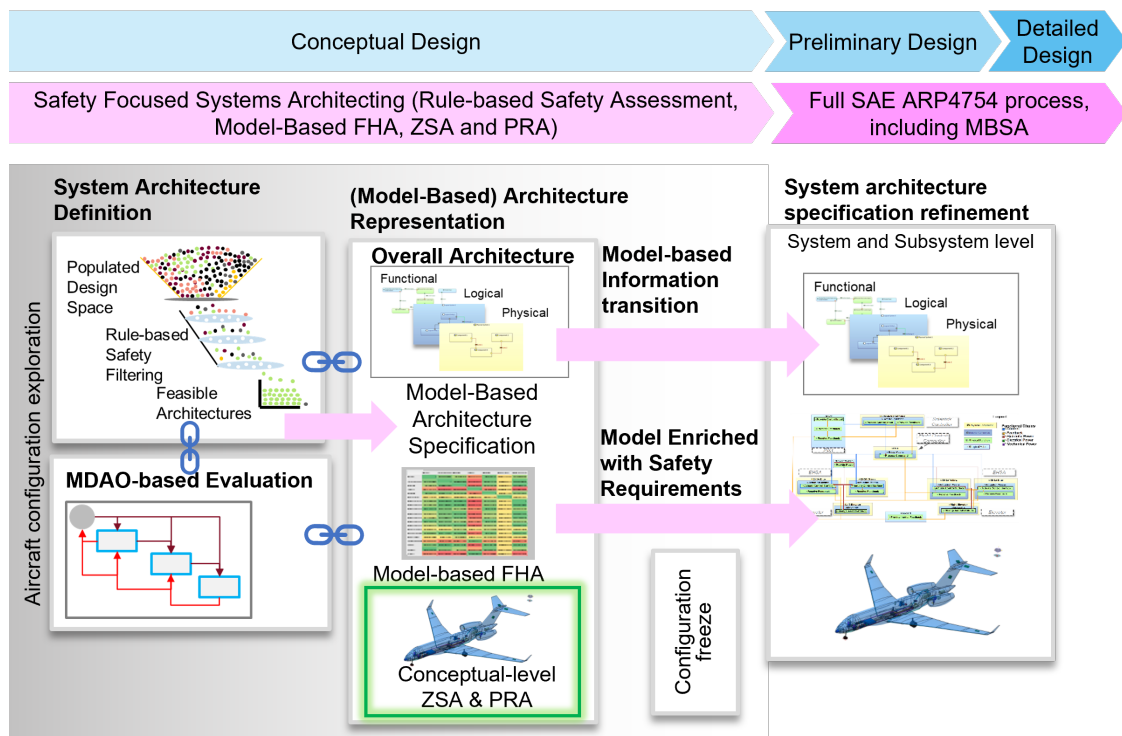 Conceptual Design
Preliminary Design
Detailed
Design
Safety Focused Systems Architecting (Rule-based Safety Assessment,
Model-Based FHA, ZSA and PRA)
Full SAE ARP4754 process,
including MBSA
Aircraft configuration exploration
System Architecture
Definition
Populated
Design
Space
Rule-based
Safety
Filtering
Feasible
Architectures
MDAO-based Evaluation
(Model-Based) Architecture
Representation
Overall Architecture
Functional
Logical
Physical
Model-Based
Architecture
Specification
Model-based FHA
Conceptual-level
ZSA & PRA
Model-based
Information
transition
Model Enriched
with Safety
Requirements
Configuration
freeze
System architecture
specification refinement
System and Subsystem level
Functional
Logical
Physical